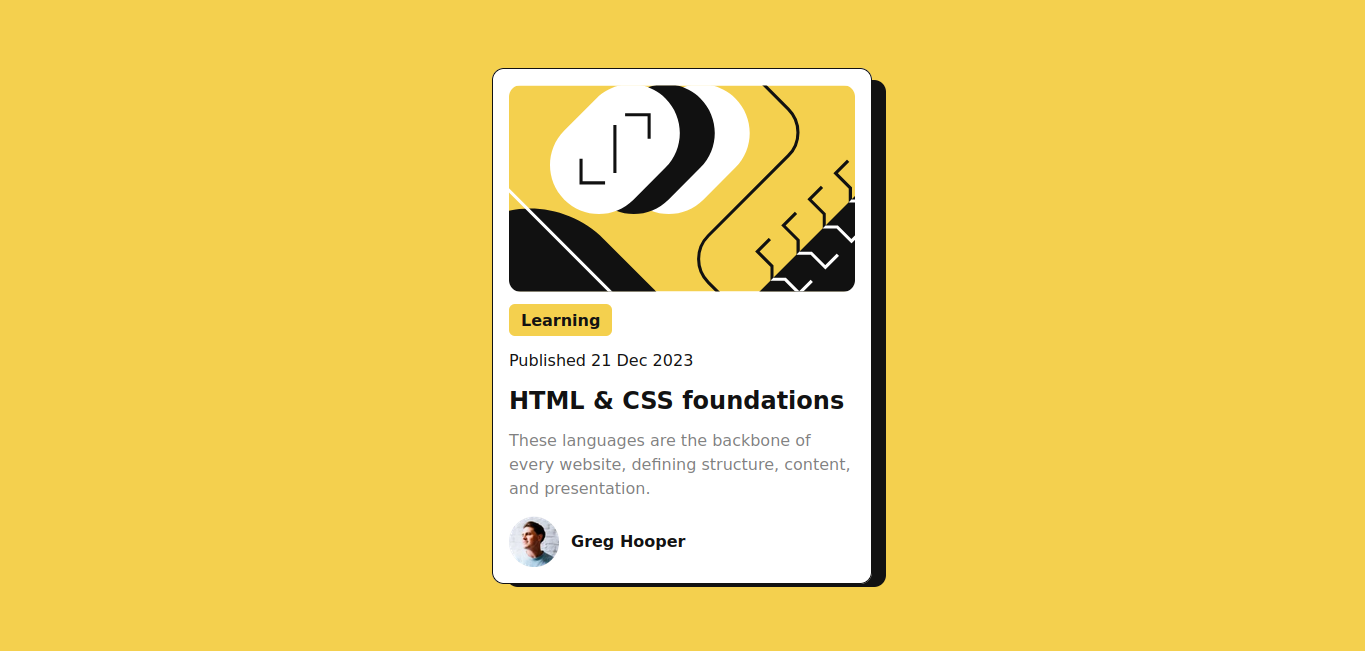 Learning
Published 21 Dec 2023
HTML & CSS foundations
These languages are the backbone of
every website, defining structure, content,
and presentation.
Greg Hooper